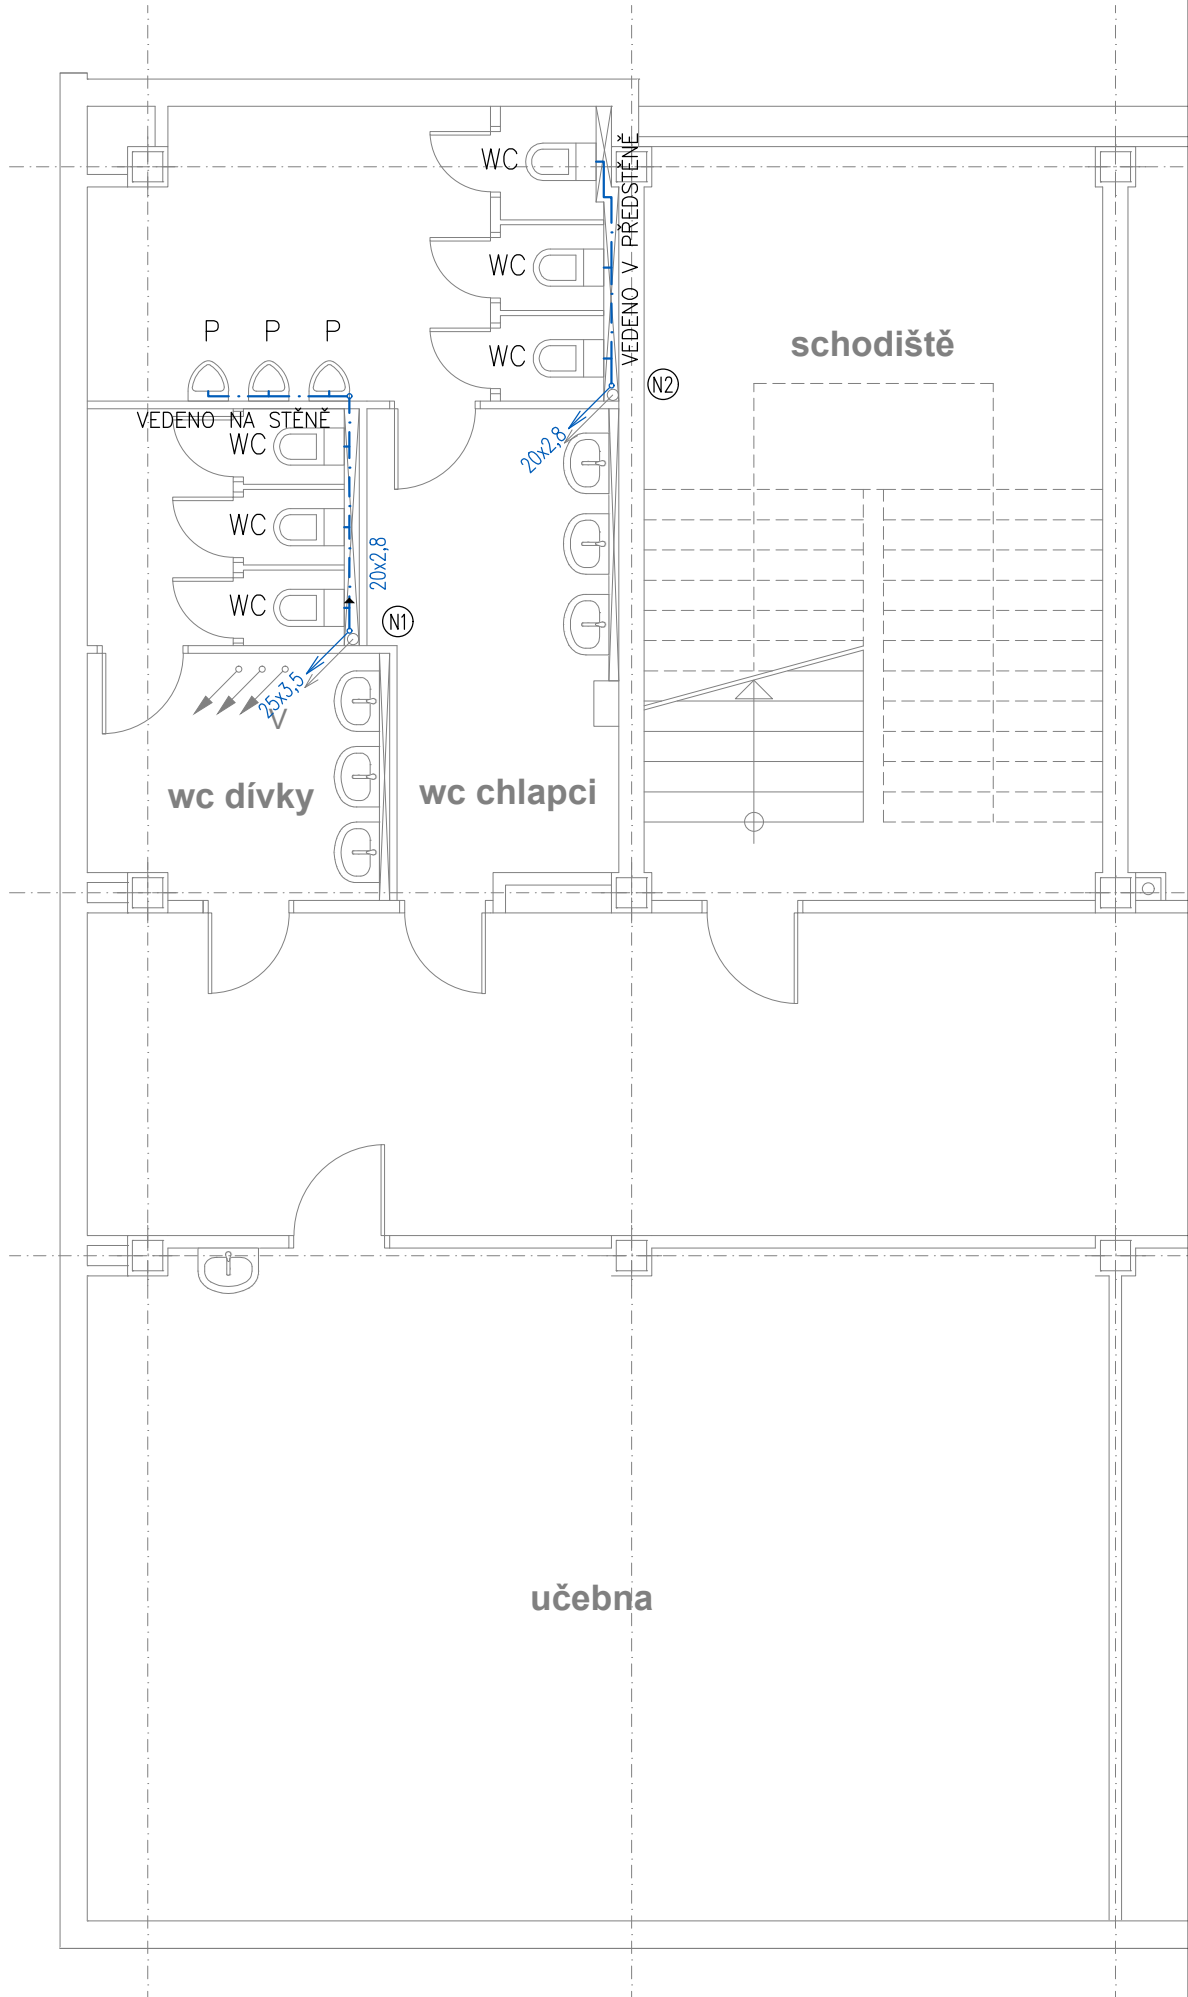 WC
VEDENO V PŘEDSTĚNĚ
WC
P P P
schodiště
WC
N2
VEDENO NA STĚNĚ
WC
20x2,8
WC
20x2,8
WC
N1
25x3,5
V
wc dívky
wc chlapci
učebna